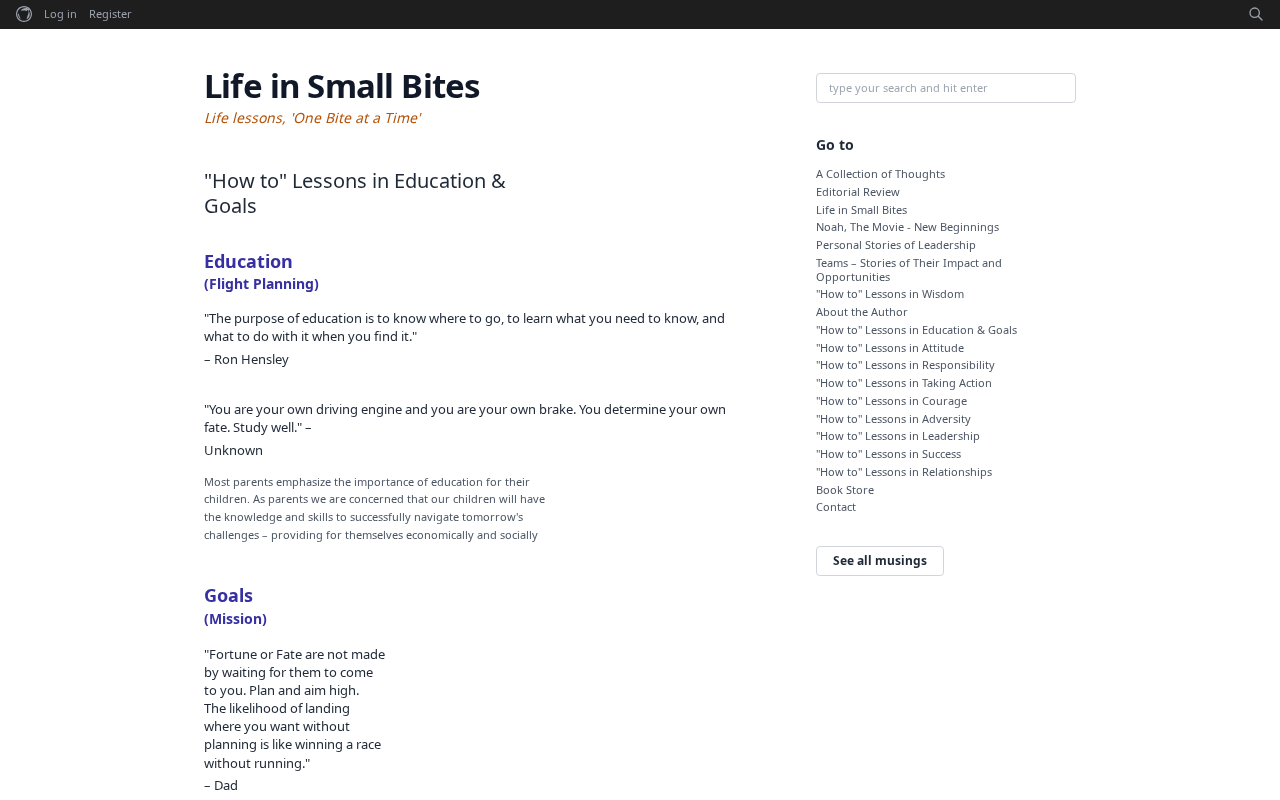 Log in Register
Life in Small Bites
Life lessons, 'One Bite at a Time'
"How to" Lessons in Education &
Goals
Education
(Flight Planning)
"The purpose of education is to know where to go, to learn what you need to know, and
what to do with it when you find it."
– Ron Hensley
"You are your own driving engine and you are your own brake. You determine your own
fate. Study well." –
Unknown
Most parents emphasize the importance of education for their
children. As parents we are concerned that our children will have
the knowledge and skills to successfully navigate tomorrow's
challenges – providing for themselves economically and socially
Goals
(Mission)
"Fortune or Fate are not made
by waiting for them to come
to you. Plan and aim high.
The likelihood of landing
where you want without
planning is like winning a race
without running."
– Dad
type your search and hit enter
Go to
A Collection of Thoughts
Editorial Review
Life in Small Bites
Noah, The Movie - New Beginnings
Personal Stories of Leadership
Teams – Stories of Their Impact and
Opportunities
"How to" Lessons in Wisdom
About the Author
"How to" Lessons in Education & Goals
"How to" Lessons in Attitude
"How to" Lessons in Responsibility
"How to" Lessons in Taking Action
"How to" Lessons in Courage
"How to" Lessons in Adversity
"How to" Lessons in Leadership
"How to" Lessons in Success
"How to" Lessons in Relationships
Book Store
Contact
See all musings